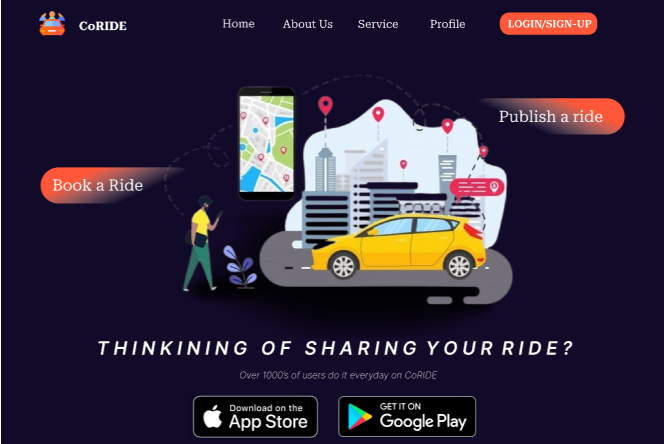 CoRIDE
Home About Us Service Profile LOGIN/SIGN-UP
Publish a ride
Book a Ride
THINKINING OF SHARING YOUR RIDE?
Over 1000's of users do it everyday on CoRIDE
Download on the
App Store
GET IT ON
Google Play